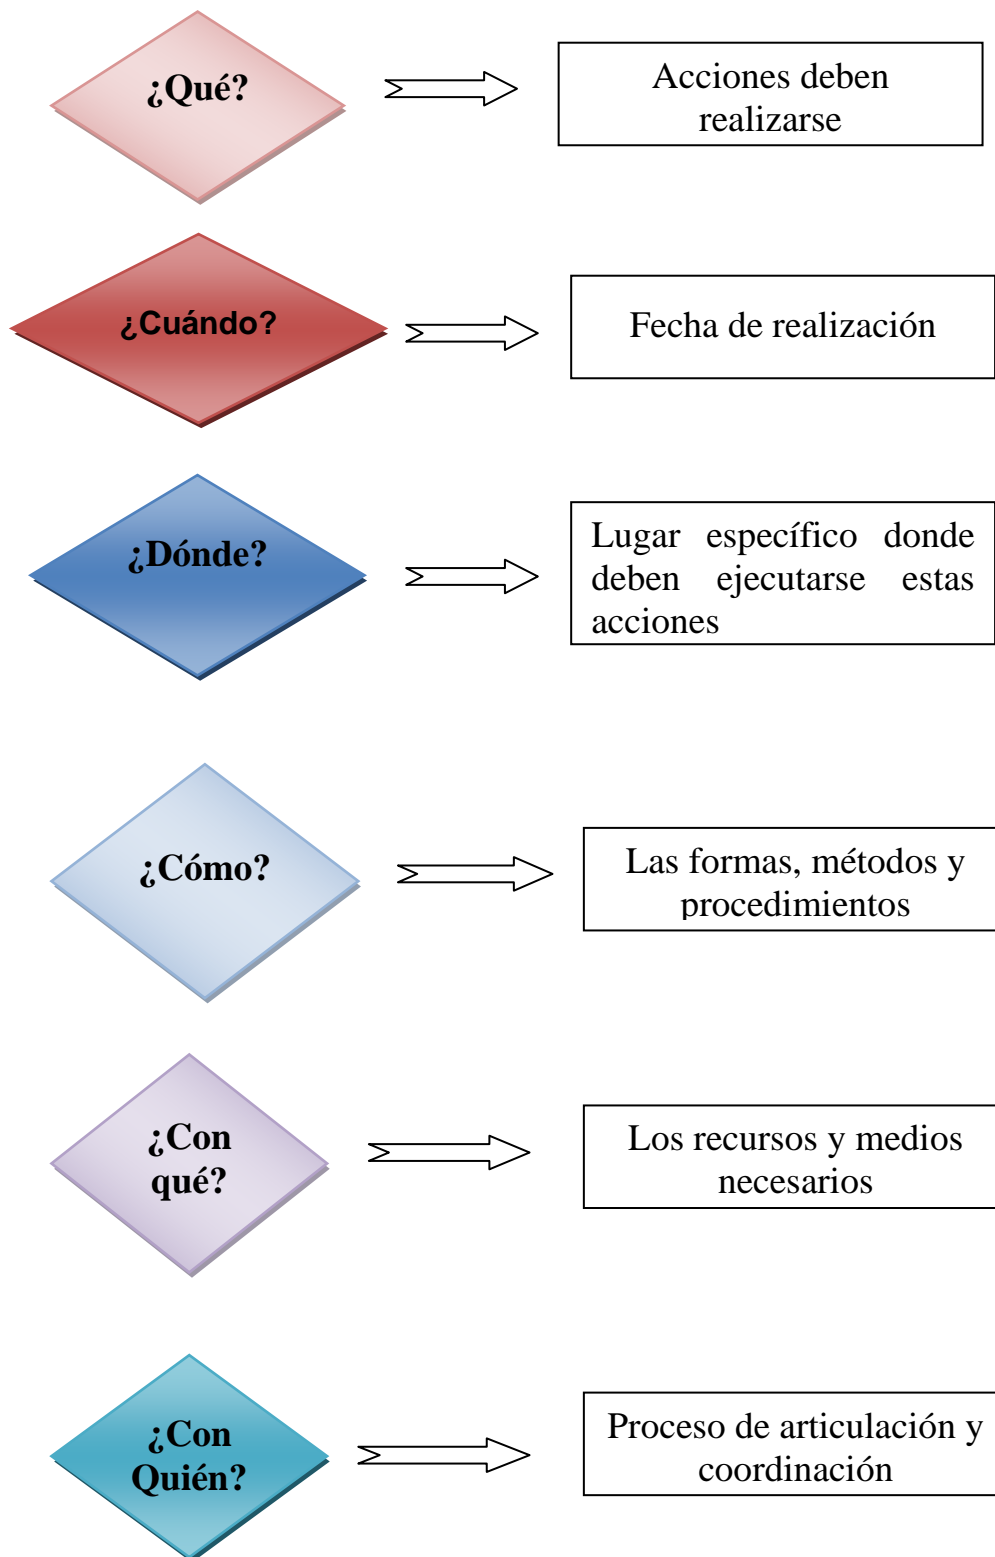 ¿Qué?
Acciones deben
realizarse
¿Cuándo?
Fecha de realización
¿Dónde?
Lugar específico donde
deben ejecutarse estas
acciones
¿Cómo?
Las formas, métodos y
procedimientos
¿Con
qué?
Los recursos y medios
necesarios
¿Con
Quién?
Proceso de articulación y
coordinación